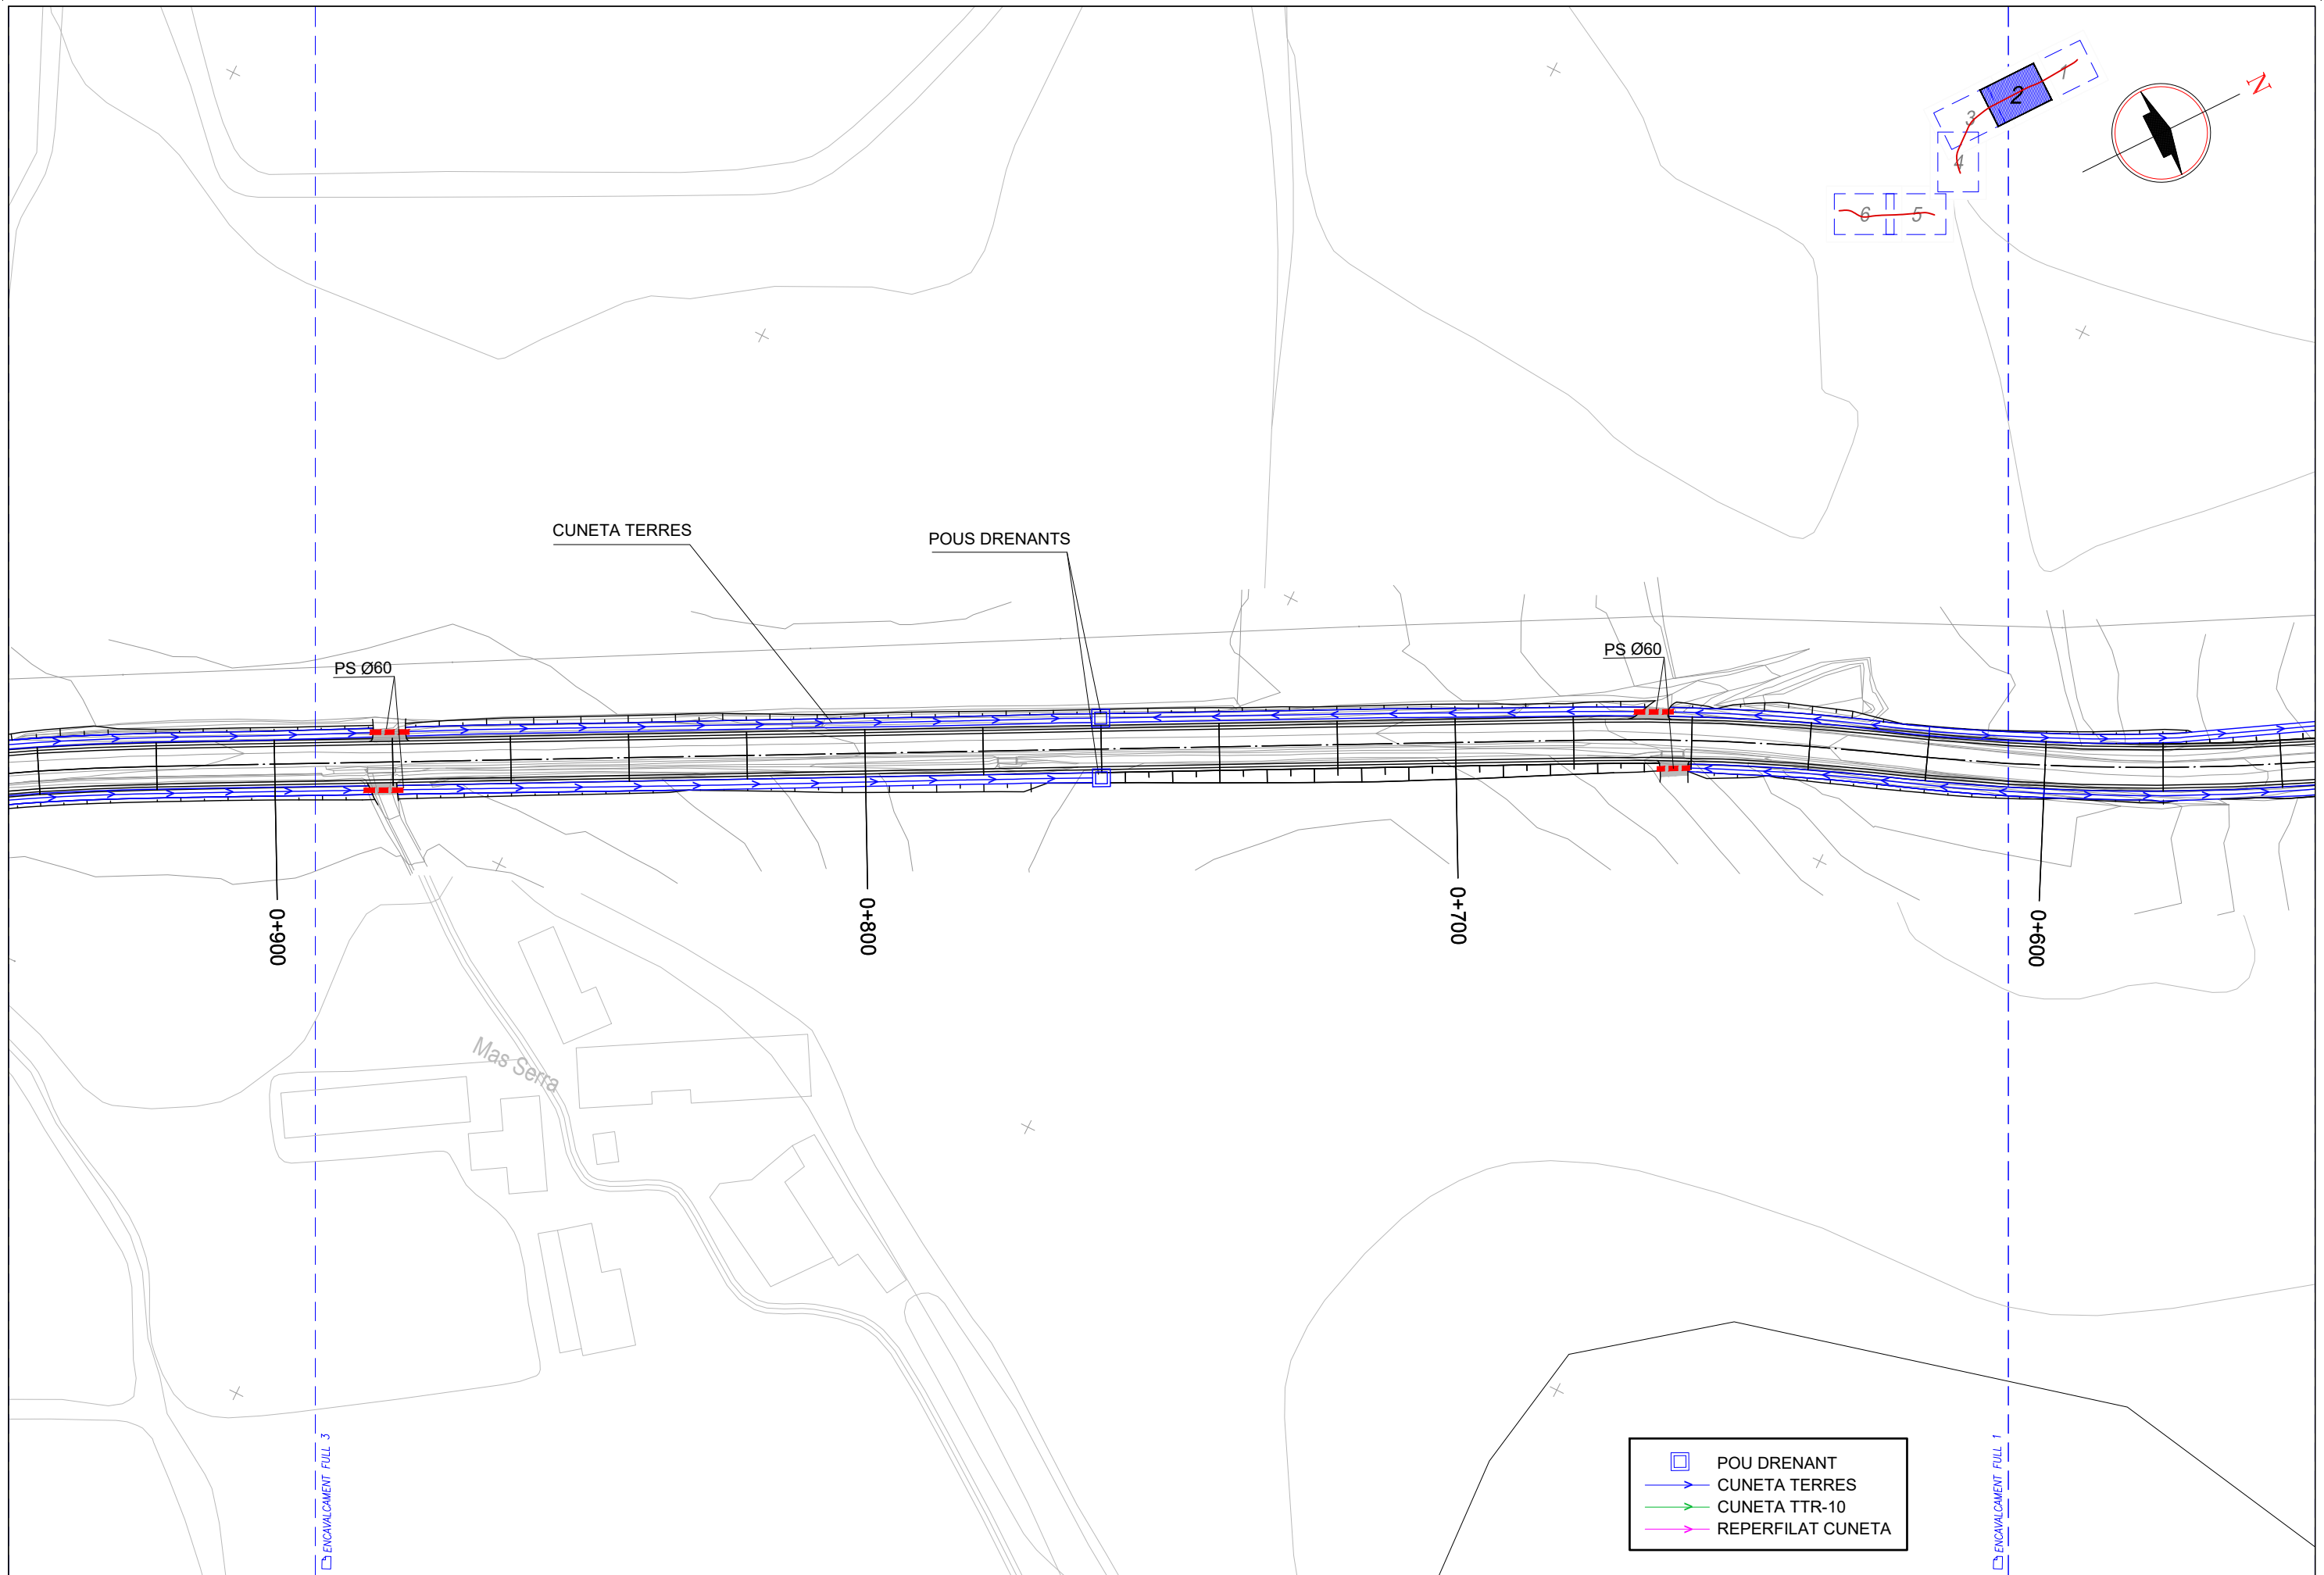 1
2
3
4
5
6
N
CUNETA TERRES
POUS DRENANTS
PS Ø60
PS Ø60
0+900
0+800
0+700
0+600
Mas Serra
ENCAVALCAMENT FULL 3
ENCAVALCAMENT FULL 1
POU DRENANT
CUNETA TERRES
CUNETA TTR-10
REPERFILAT CUNETA